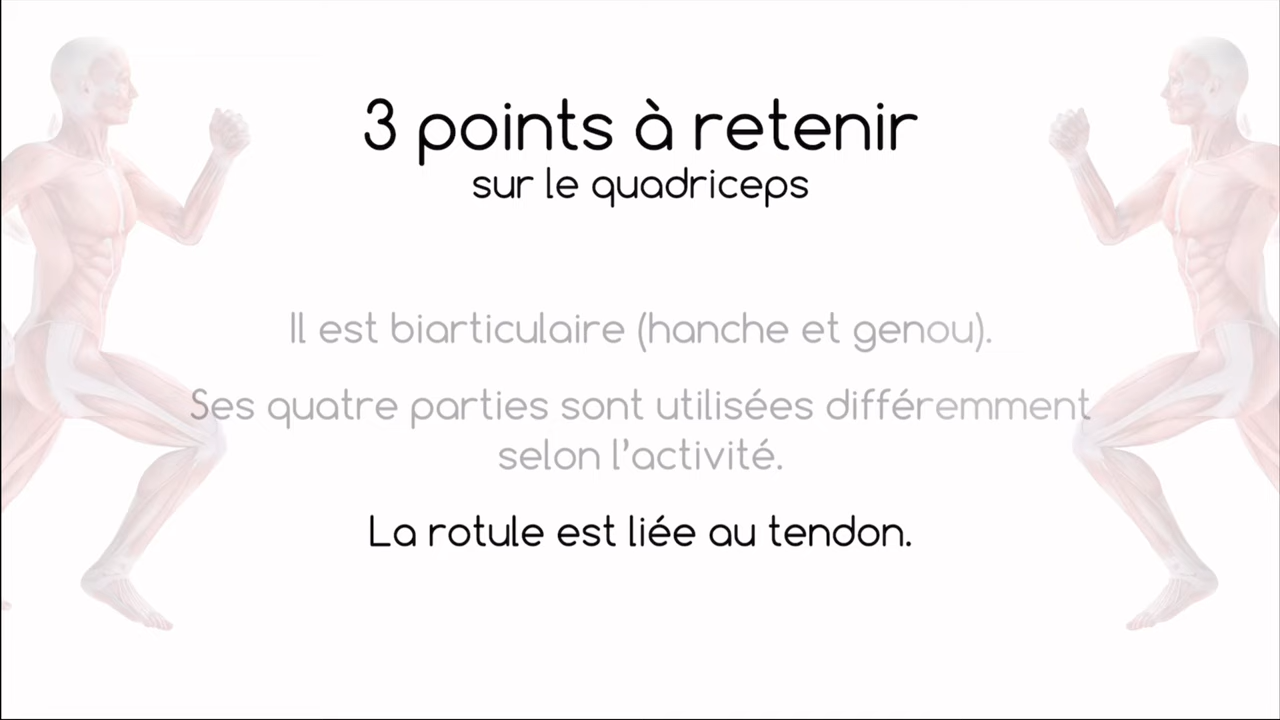 3 points à retenir
sur le quadriceps
Il est biarticulaire (hanche et genou).
Ses quatre parties sont utilisées différemment
selon l’activité.
La rotule est liée au tendon.